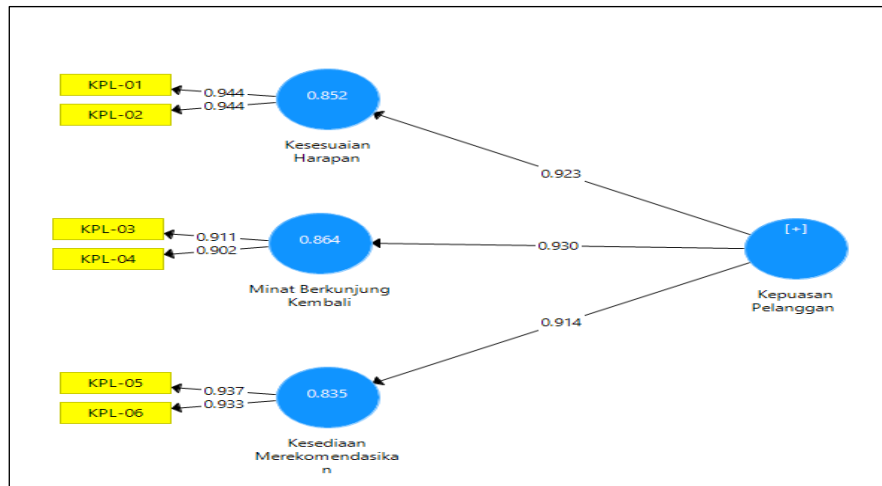 KPL-01
0.944
KPL-02
0.944
0.852
Kesesuaian
Harapan
0.923
[+]
KPL-03
0.911
KPL-04
0.902
0.864
Minat Berkunjung
Kembali
0.930
Kepuasan
Pelanggan
0.914
KPL-05
0.937
KPL-06
0.933
0.835
Kesediaan
Merekomendasika
n